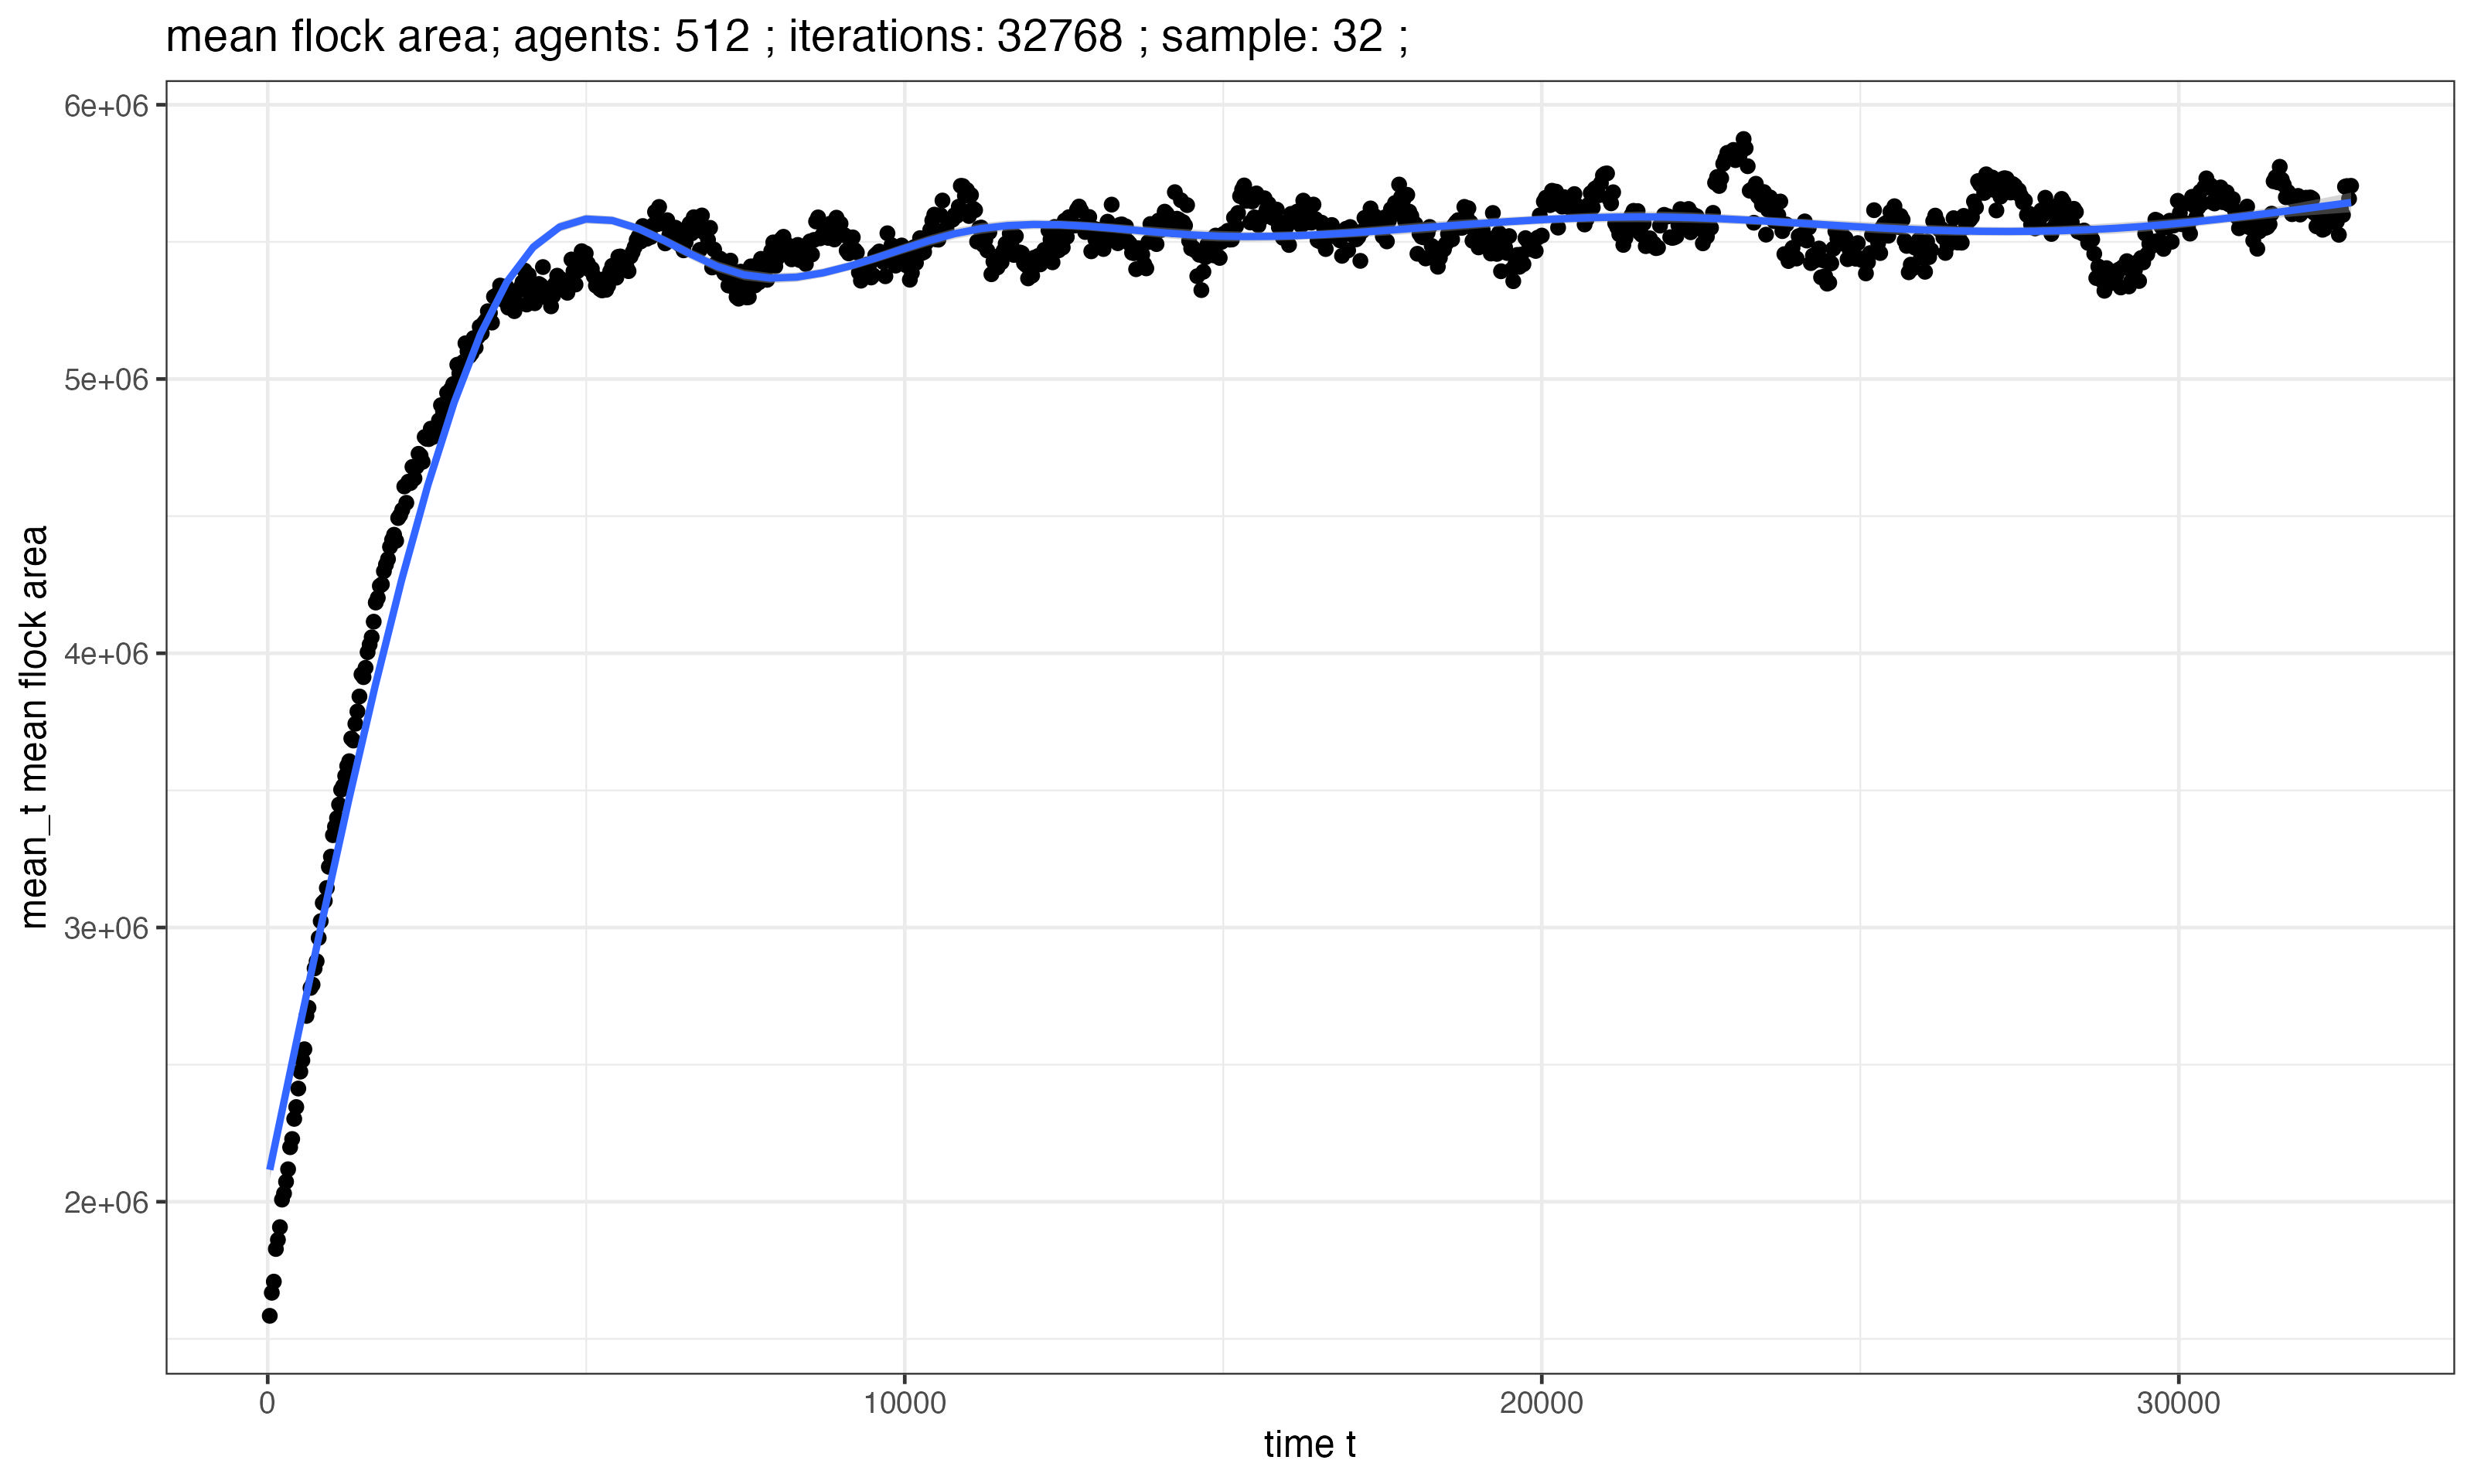 mean flock area; agents: 512 ; iterations: 32768 ; sample: 32 ;
6e+06
5e+06
4e+06
3e+06
2e+06
mean_t mean flock area
0 10000 20000 30000
time t